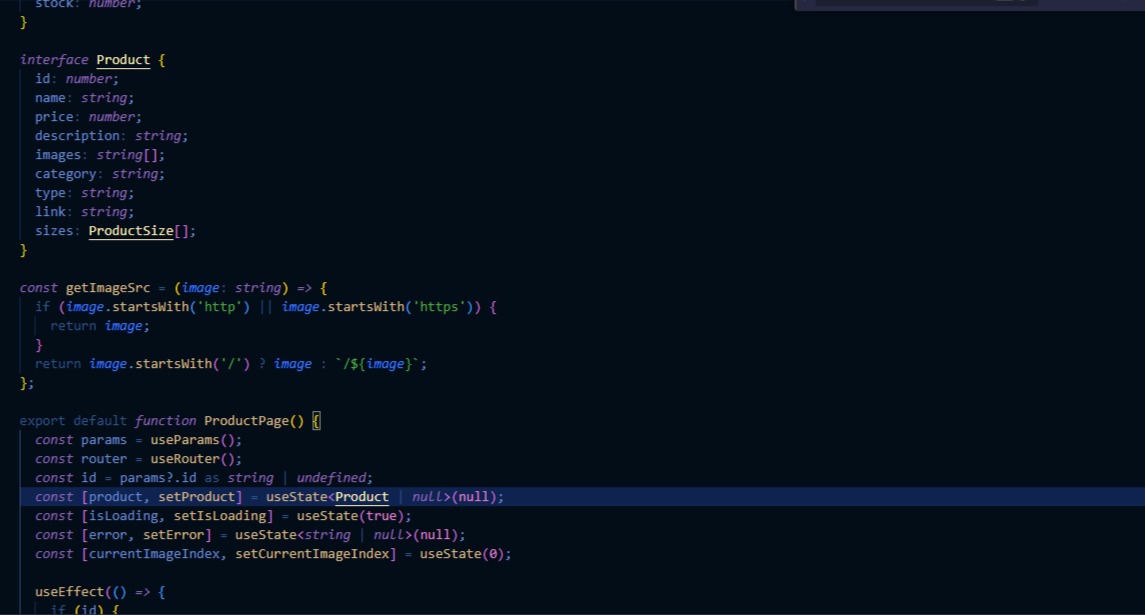 stock: number;
}
interface Product {
id: number;
name: string;
price: number;
description: string;
images: string[];
category: string;
type: string;
link: string;
sizes: ProductSize[];
}
const getImageSrc = (image: string) => {
if (image.startsWith('http') || image.startsWith('https')) {
return image;
}
return image.startsWith('/') ? image : `/${image}`;
};
export default function ProductPage() {
const params = useParams();
const router = useRouter();
const id = params?.id as string | undefined;
const [product, setProduct] = useState<Product | null>(null);
const [isLoading, setIsLoading] = useState(true);
const [error, setError] = useState<string | null>(null);
const [currentImageIndex, setCurrentImageIndex] = useState(0);
useEffect(() => {
if (id) {